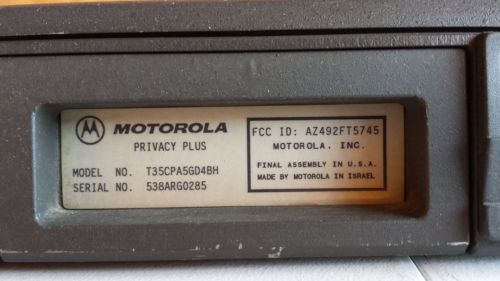 MOTOROLA
PRIVACY PLUS
MODEL NO. T35CPA5GD4BH
SERIAL NO. 538ARG0285
FCC ID: AZ492FT5745
MOTOROLA, INC.
FINAL ASSEMBLY IN U.S.A.
MADE BY MOTOROLA IN ISRAEL